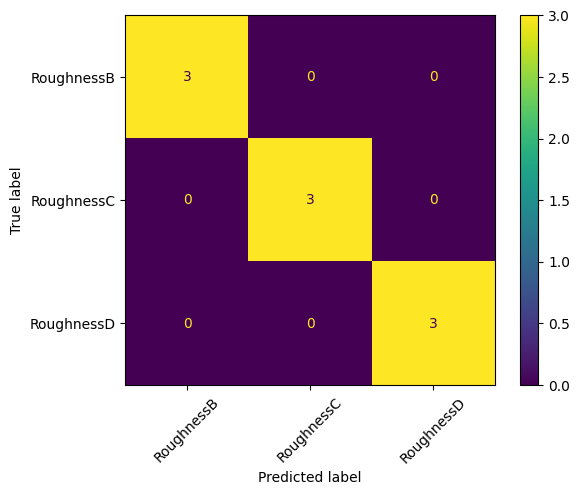 RoughnessB
RoughnessC
RoughnessD
True label
3 0 0
0 3 0
0 0 3
RoughnessB
RoughnessC
RoughnessD
Predicted label
3.0
2.5
2.0
1.5
1.0
0.5
0.0